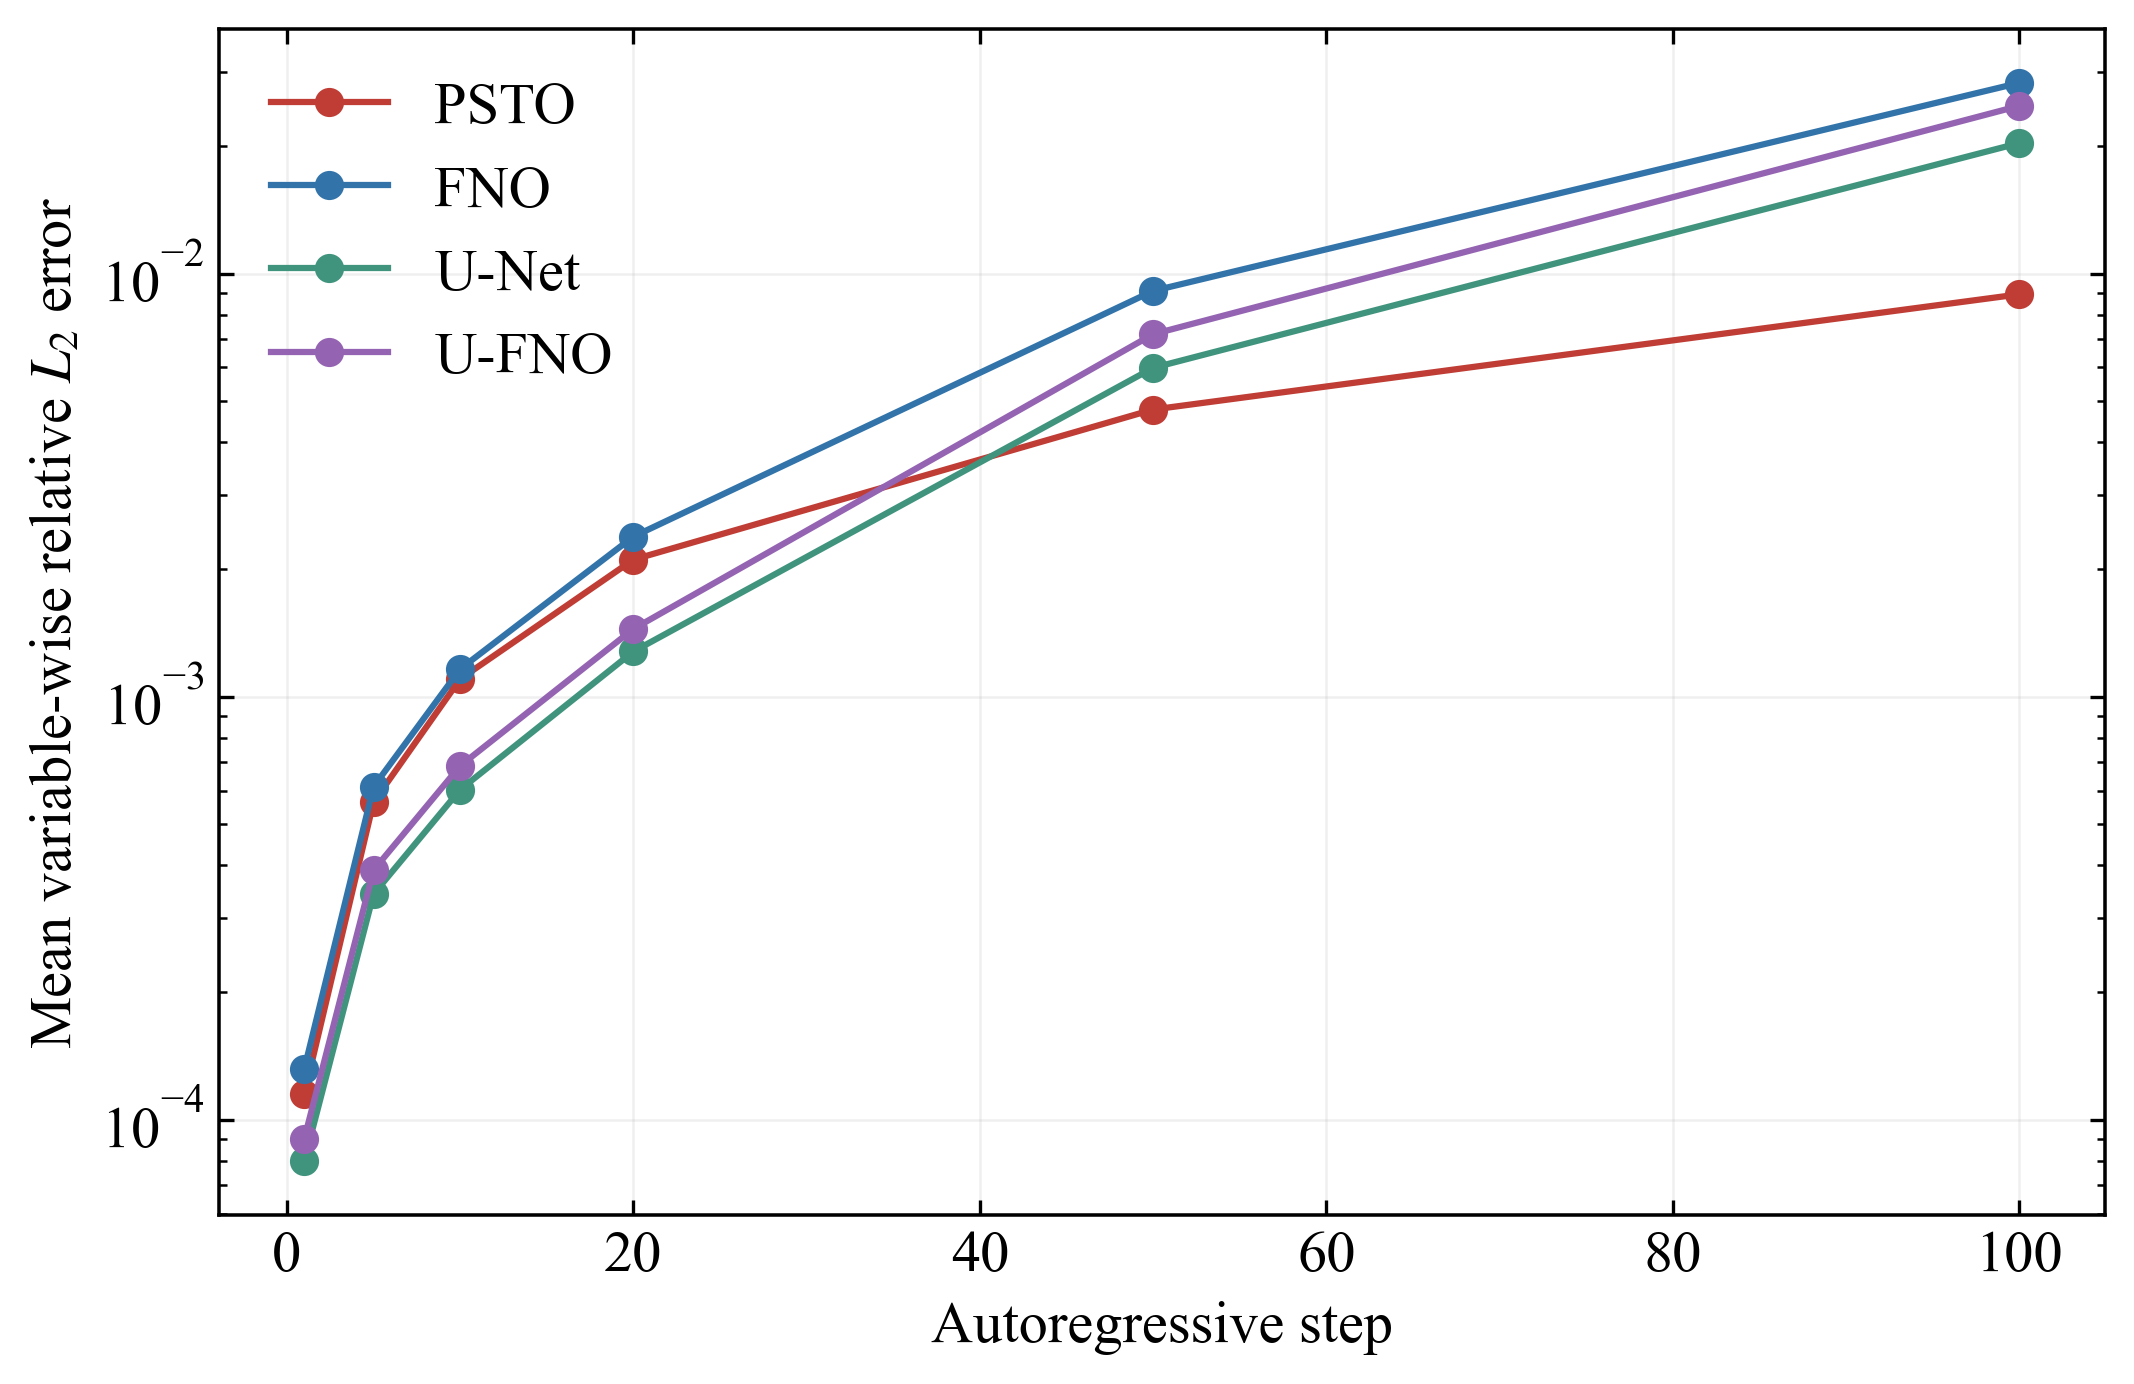 PSTO
FNO
U-Net
U-FNO
Mean variable-wise relative L₂ error
10⁻²
10⁻³
10⁻⁴
0 20 40 60 80 100
Autoregressive step